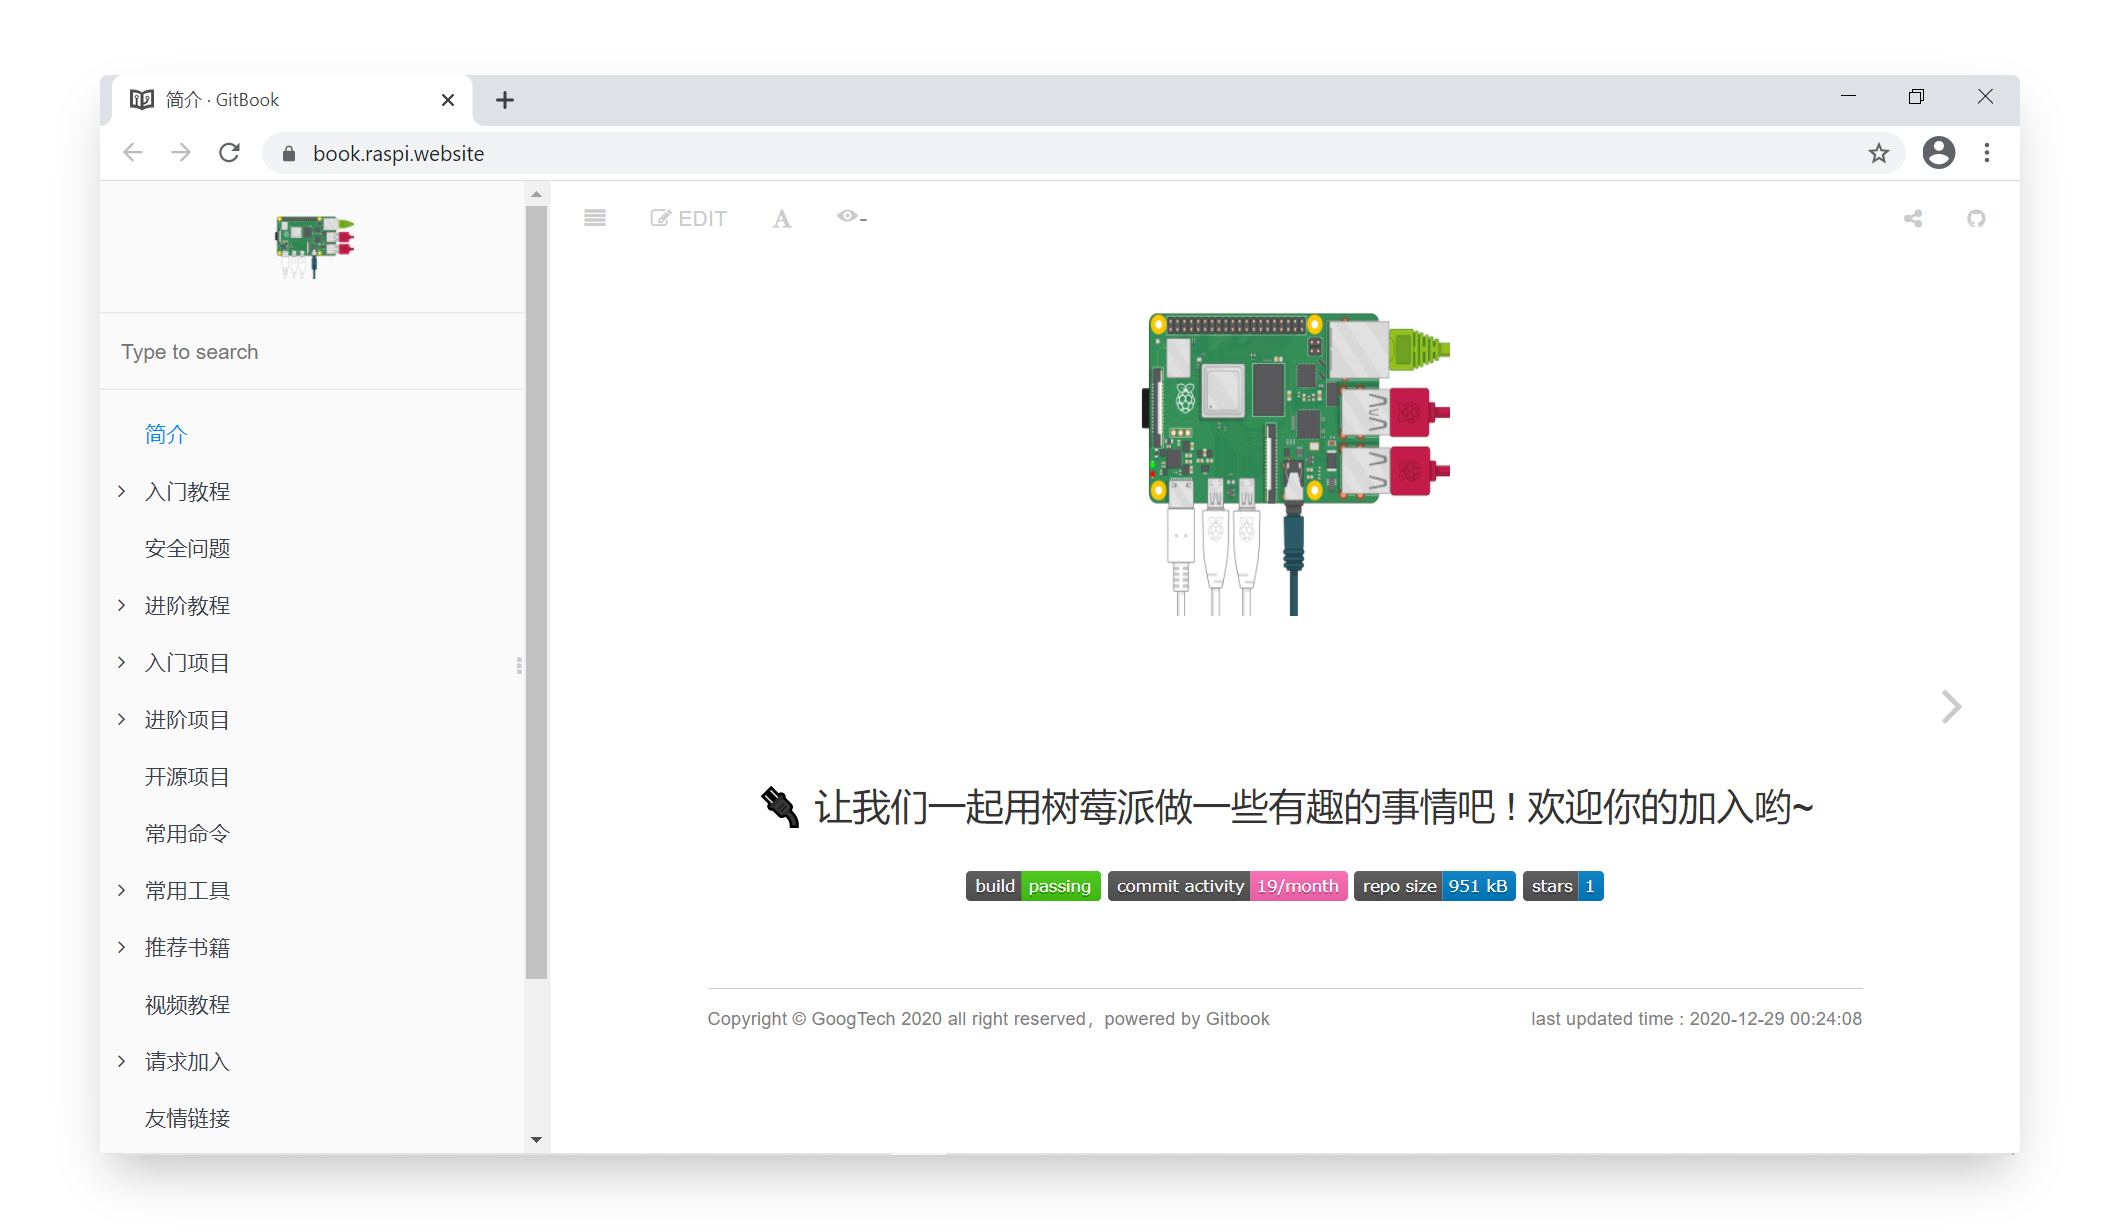 简介 · GitBook
book.raspi.website
EDIT
A
Type to search
简介
入门教程
安全问题
进阶教程
入门项目
进阶项目
开源项目
常用命令
常用工具
推荐书籍
视频教程
请求加入
友情链接
让我们一起用树莓派做一些有趣的事情吧！欢迎你的加入哟~
build passing commit activity 19/month repo size 951 kB stars 1
Copyright © GoogTech 2020 all right reserved，powered by Gitbook
last updated time : 2020-12-29 00:24:08